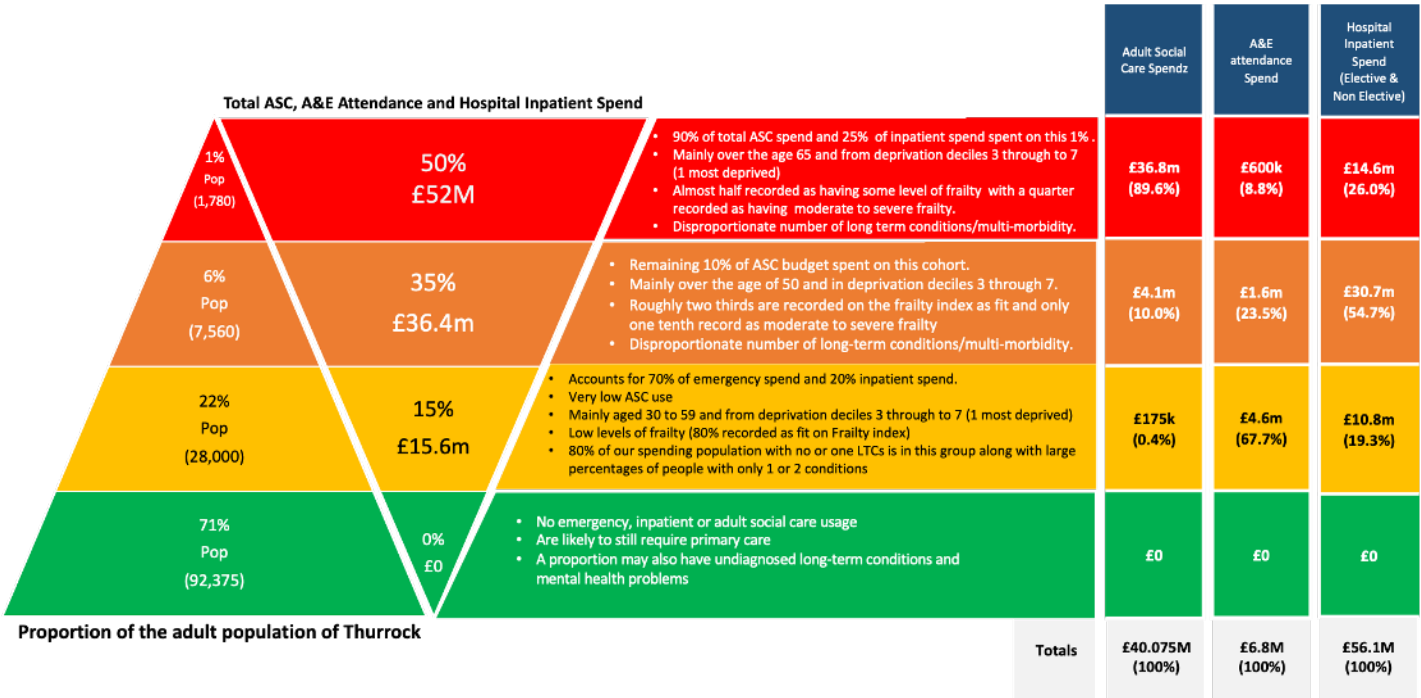 Adult Social
Care Spendz
A&E
attendance
Spend
Hospital
Inpatient
Spend
(Elective &
Non Elective)
Total ASC, A&E Attendance and Hospital Inpatient Spend
1%
Pop
(1,780)
50%
£52M
• 90% of total ASC spend and 25% of inpatient spend spent on this 1% .
• Mainly over the age 65 and from deprivation deciles 3 through to 7
(1 most deprived)
• Almost half recorded as having some level of frailty with a quarter
recorded as having moderate to severe frailty.
• Disproportionate number of long term conditions/multi-morbidity.
£36.8m
(89.6%)
£600k
(8.8%)
£14.6m
(26.0%)
6%
Pop
(7,560)
35%
£36.4m
• Remaining 10% of ASC budget spent on this cohort.
• Mainly over the age of 50 and in deprivation deciles 3 through 7.
• Roughly two thirds are recorded on the frailty index as fit and only
one tenth record as moderate to severe frailty
• Disproportionate number of long-term conditions/multi-morbidity.
£4.1m
(10.0%)
£1.6m
(23.5%)
£30.7m
(54.7%)
22%
Pop
(28,000)
15%
£15.6m
• Accounts for 70% of emergency spend and 20% inpatient spend.
• Very low ASC use
• Mainly aged 30 to 59 and from deprivation deciles 3 through to 7 (1 most deprived)
• Low levels of frailty (80% recorded as fit on Frailty index)
• 80% of our spending population with no or one LTCs is in this group along with large
percentages of people with only 1 or 2 conditions
£175k
(0.4%)
£4.6m
(67.7%)
£10.8m
(19.3%)
71%
Pop
(92,375)
0%
£0
• No emergency, inpatient or adult social care usage
• Are likely to still require primary care
• A proportion may also have undiagnosed long-term conditions and
mental health problems
£0
£0
£0
Proportion of the adult population of Thurrock
Totals
£40.075M
(100%)
£6.8M
(100%)
£56.1M
(100%)